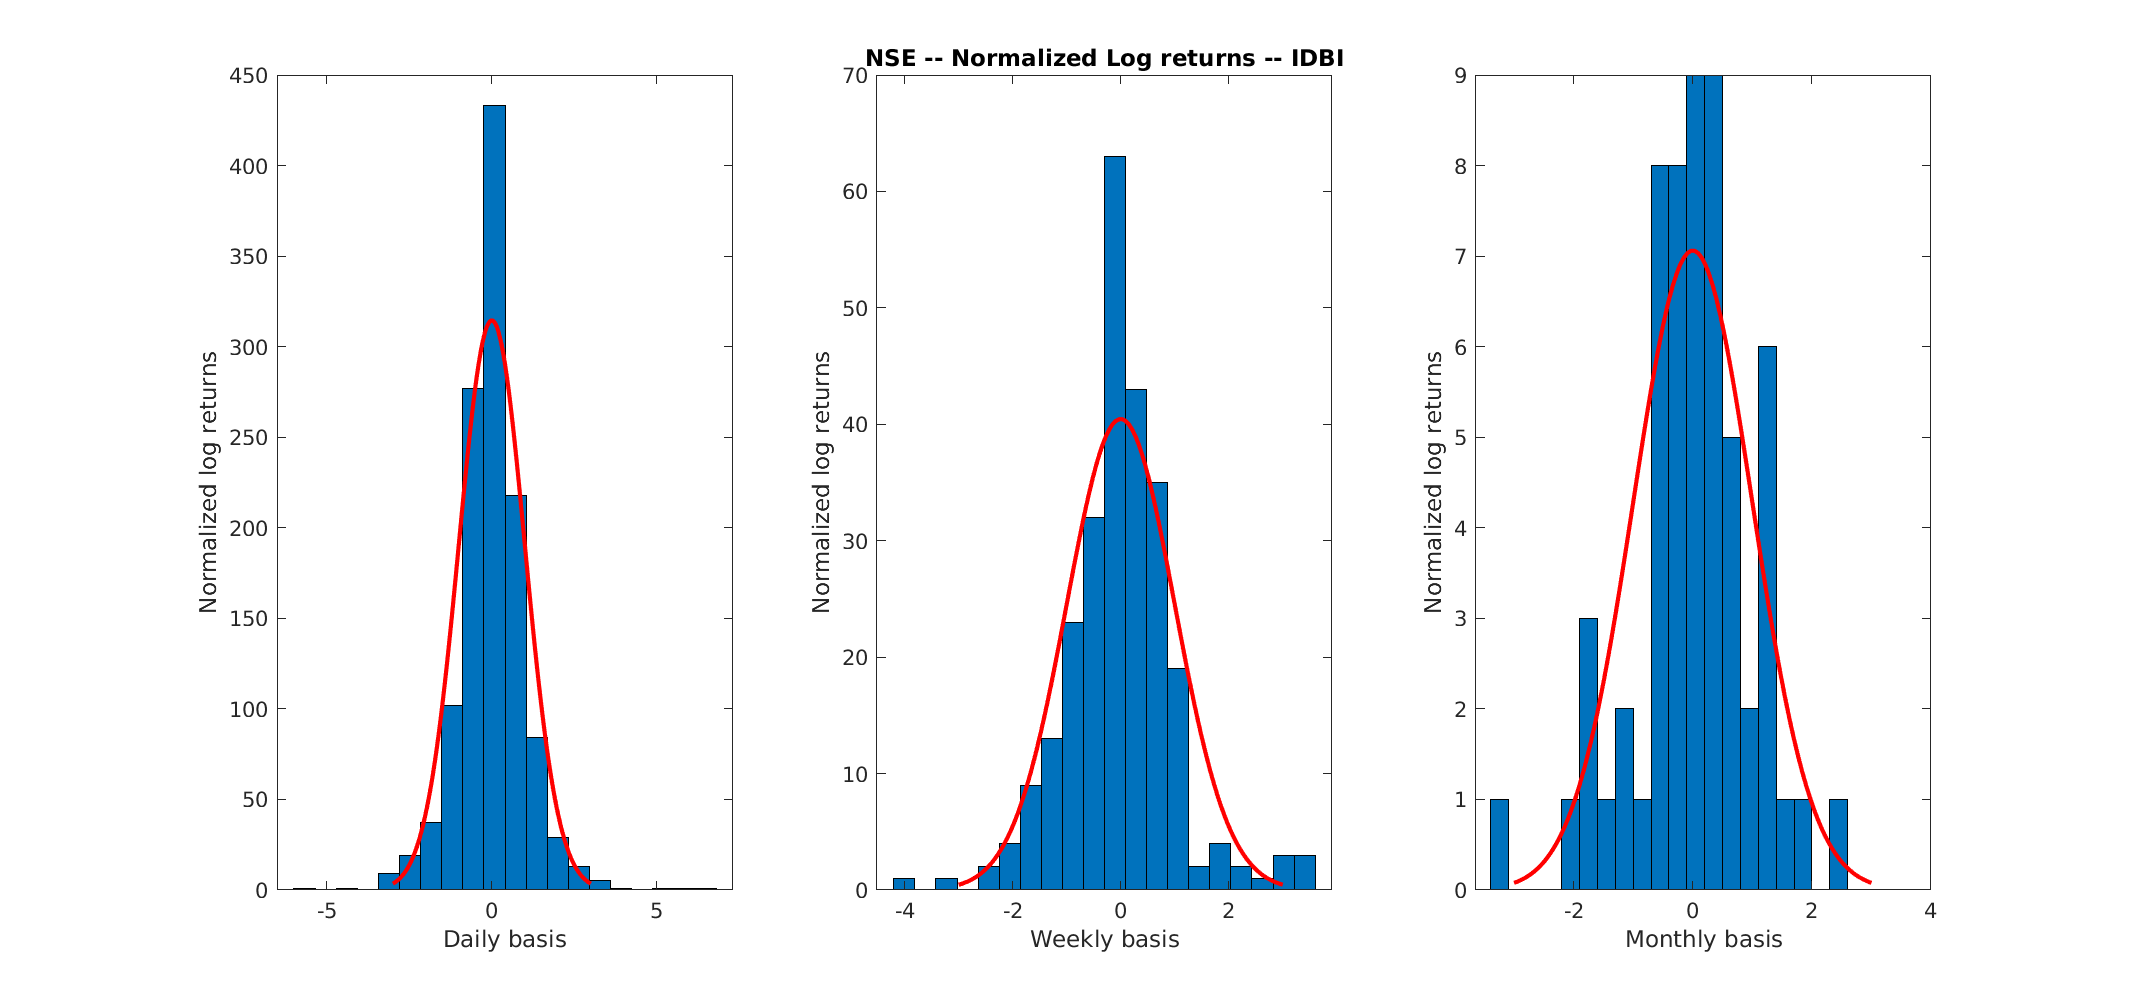 NSE -- Normalized Log returns -- IDBI
450
400
350
300
250
200
150
100
50
0
Normalized log returns
-5 0 5
Daily basis
70
60
50
40
30
20
10
0
Normalized log returns
-4 -2 0 2
Weekly basis
9
8
7
6
5
4
3
2
1
0
Normalized log returns
-2 0 2 4
Monthly basis